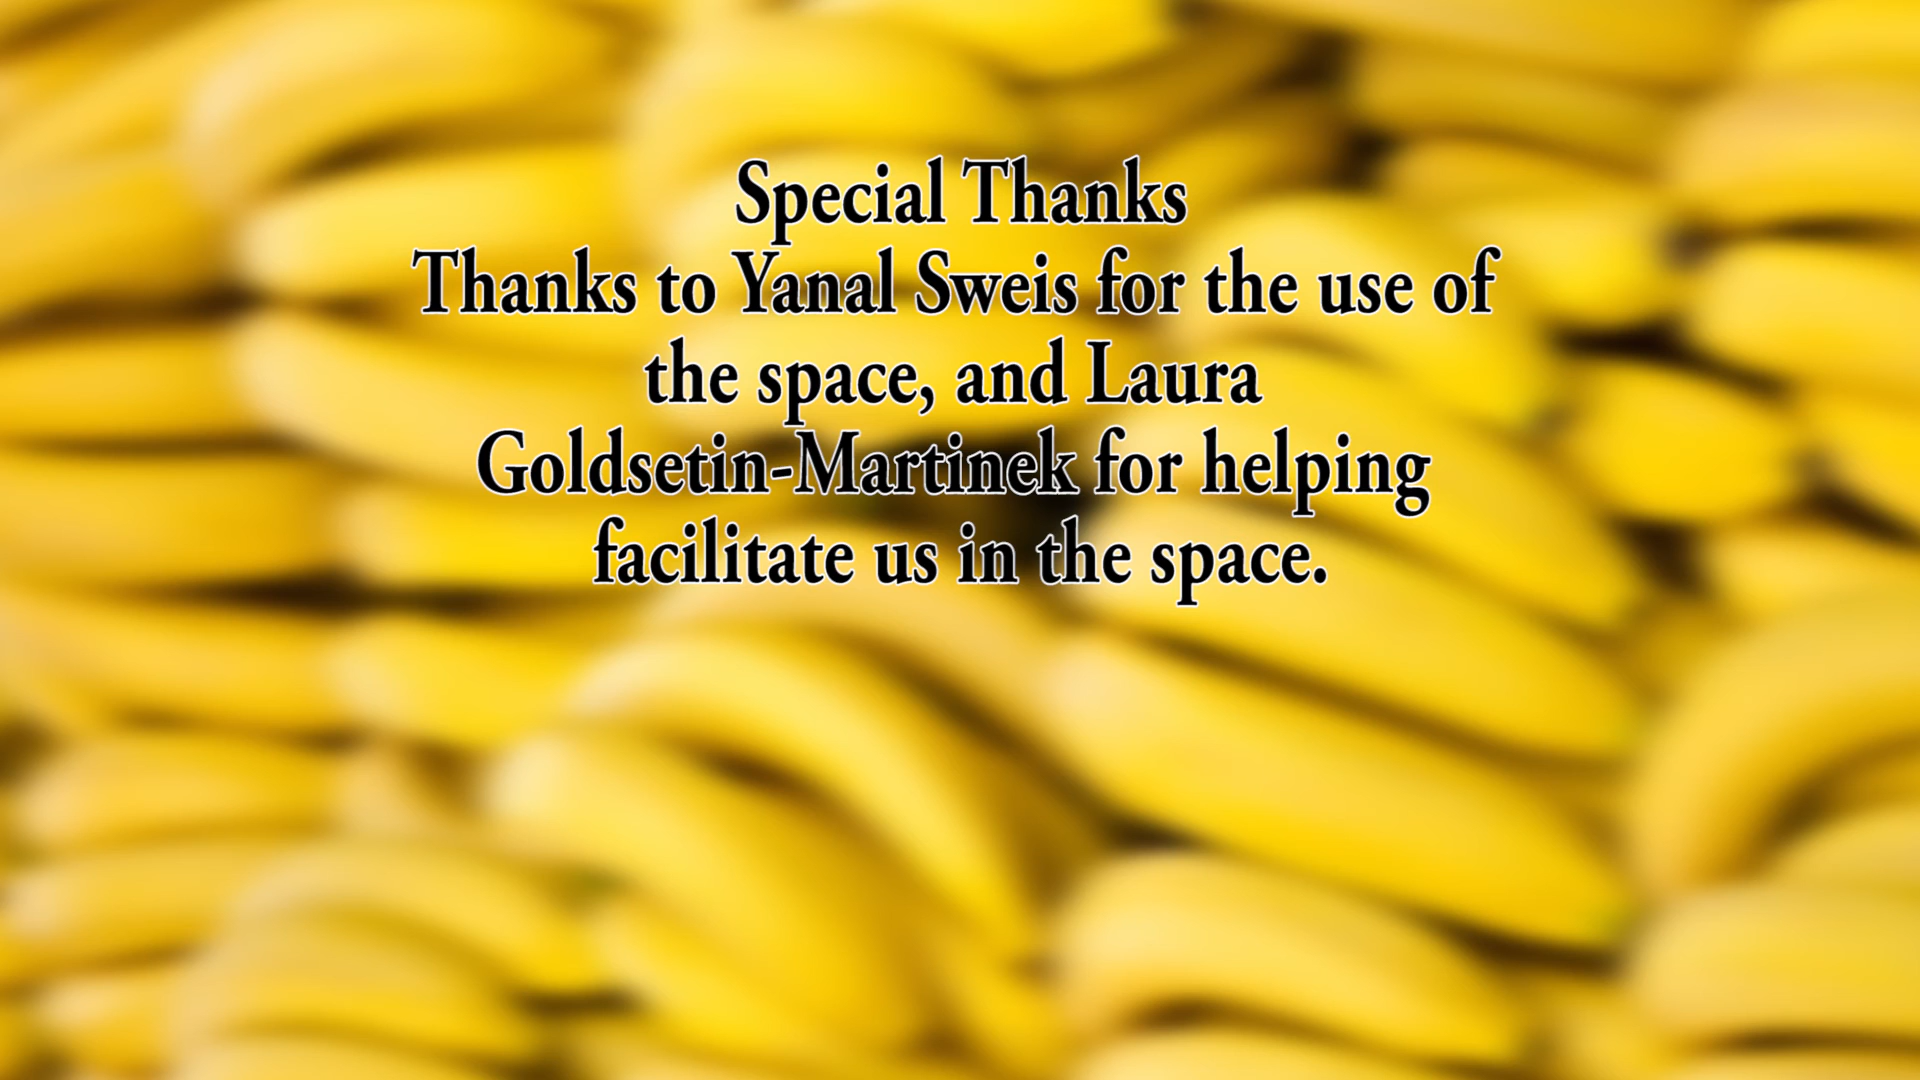 Special Thanks
Thanks to Yanal Sweis for the use of
the space, and Laura
Goldsetin-Martinek for helping
facilitate us in the space.